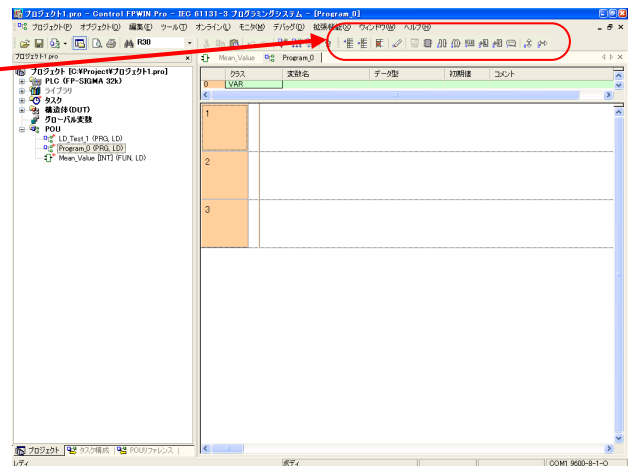 プロジェクト1.pro - Control FPWIN Pro - IEC 61131-3 プログラミングシステム - [Program_0]
プロジェクト(P) オブジェクト(O) 編集(E) ツール(T) オンライン(L) モニタ(M) デバッグ(D) 拡張機能(X) ウィンドウ(W) ヘルプ(H)
R30
プロジェクト1.pro
Mean_Value Program_0
プロジェクト [C:¥Project¥プロジェクト1.pro]
PLC (FP-SIGMA 32k)
ライブラリ
タスク
構造体(DUT)
グローバル変数
POU
LD_Test_1 (PRG, LD)
Program_0 (PRG, LD)
Mean_Value [INT] (FUN, LD)
クラス 変数名 データ型 初期値 コメント
0 VAR
1
2
3
プロジェクト タスク構成 POUリファレンス
レディ ボディ COM1 9600-8-1-O